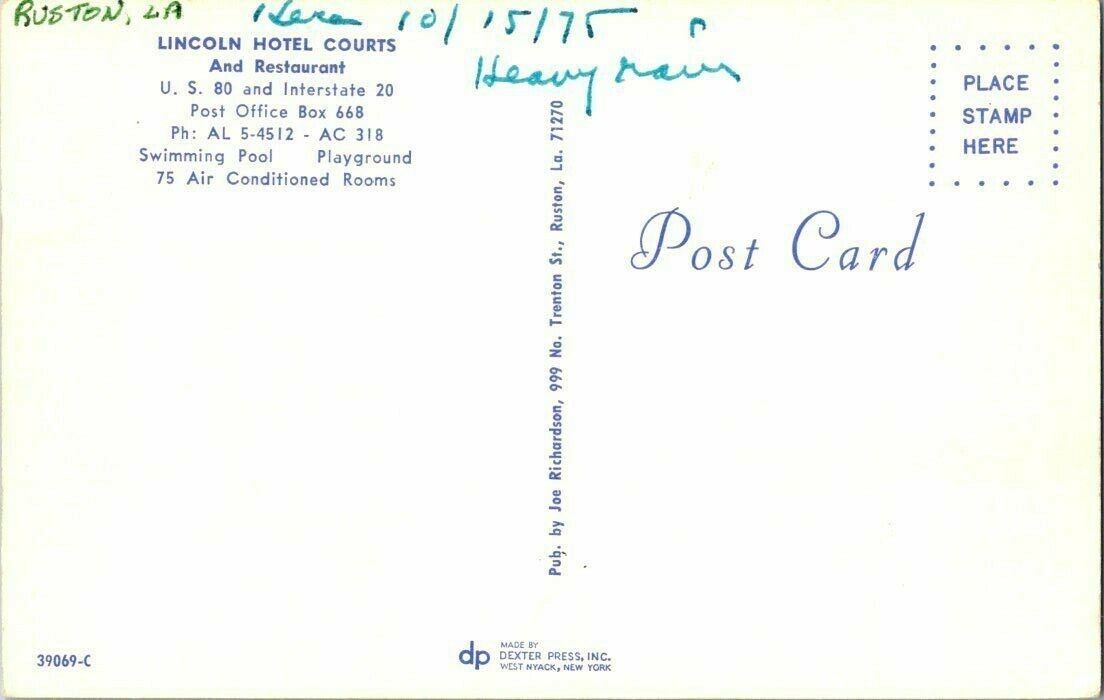 RUSTON, LA
Here 10/15/75
Heavy rain
LINCOLN HOTEL COURTS
And Restaurant
U. S. 80 and Interstate 20
Post Office Box 668
Ph: AL 5-4512 - AC 318
Swimming Pool Playground
75 Air Conditioned Rooms
Pub. by Joe Richardson, 999 No. Trenton St., Ruston, La. 71270
PLACE
STAMP
HERE
Post Card
39069-C
dp
MADE BY
DEXTER PRESS, INC.
WEST NYACK, NEW YORK